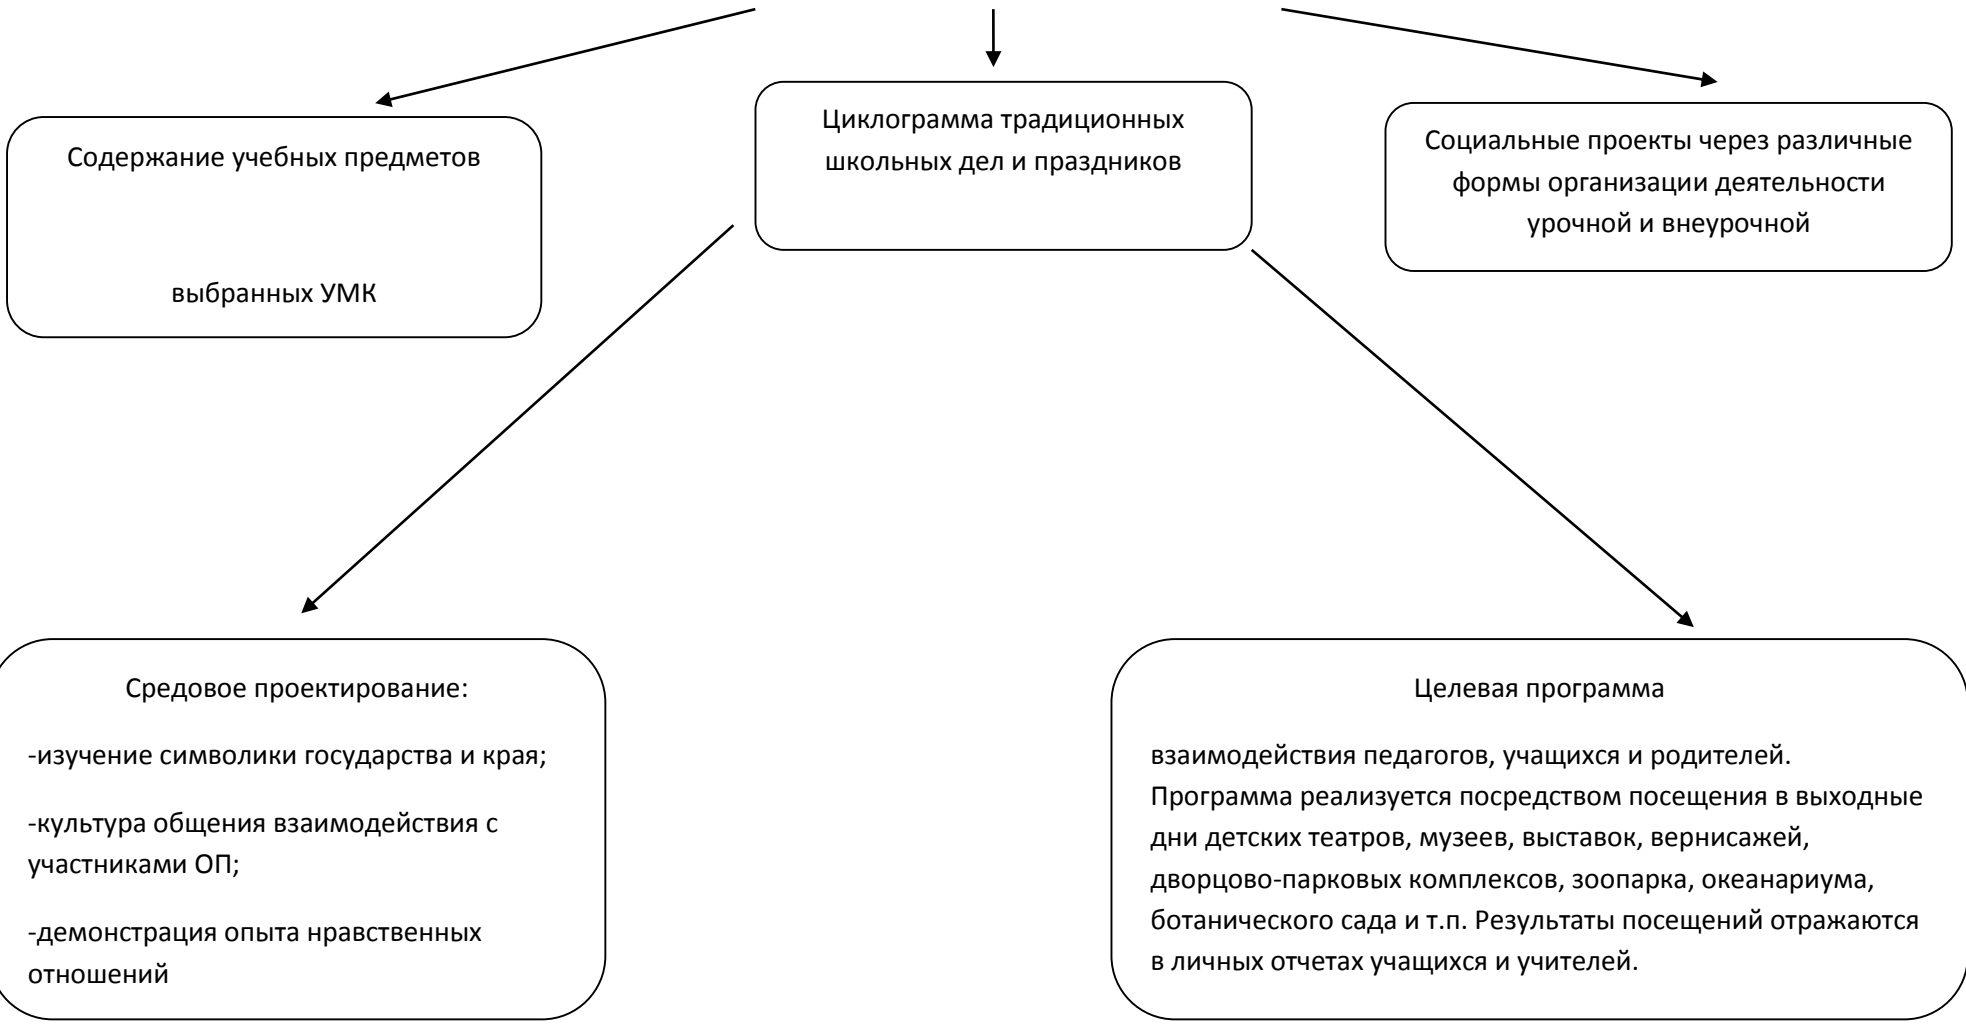 Содержание учебных предметов
выбранных УМК
Циклограмма традиционных
школьных дел и праздников
Социальные проекты через различные
формы организации деятельности
урочной и внеурочной
Средовое проектирование:
-изучение символики государства и края;
-культура общения взаимодействия с
участниками ОП;
-демонстрация опыта нравственных
отношений
Целевая программа
взаимодействия педагогов, учащихся и родителей.
Программа реализуется посредством посещения в выходные
дни детских театров, музеев, выставок, вернисажей,
дворцово-парковых комплексов, зоопарка, океанариума,
ботанического сада и т.п. Результаты посещений отражаются
в личных отчетах учащихся и учителей.